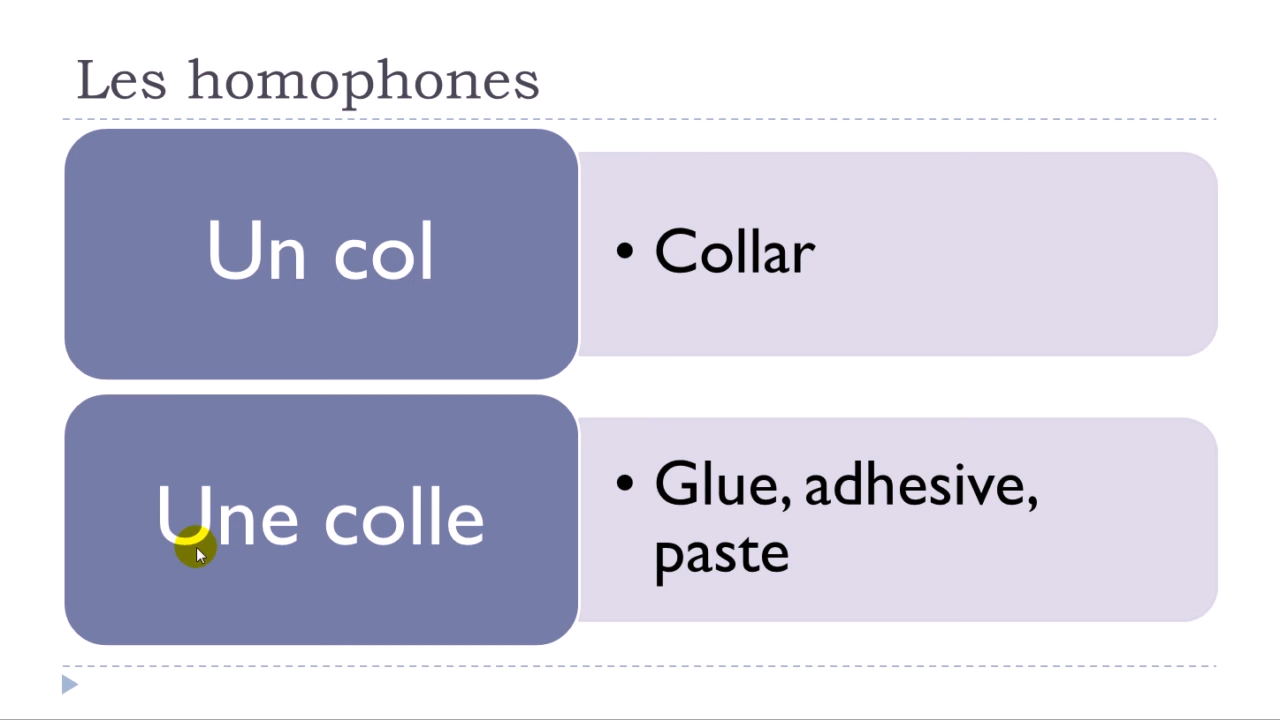 Les homophones
Un col
• Collar
Une colle
• Glue, adhesive,
paste